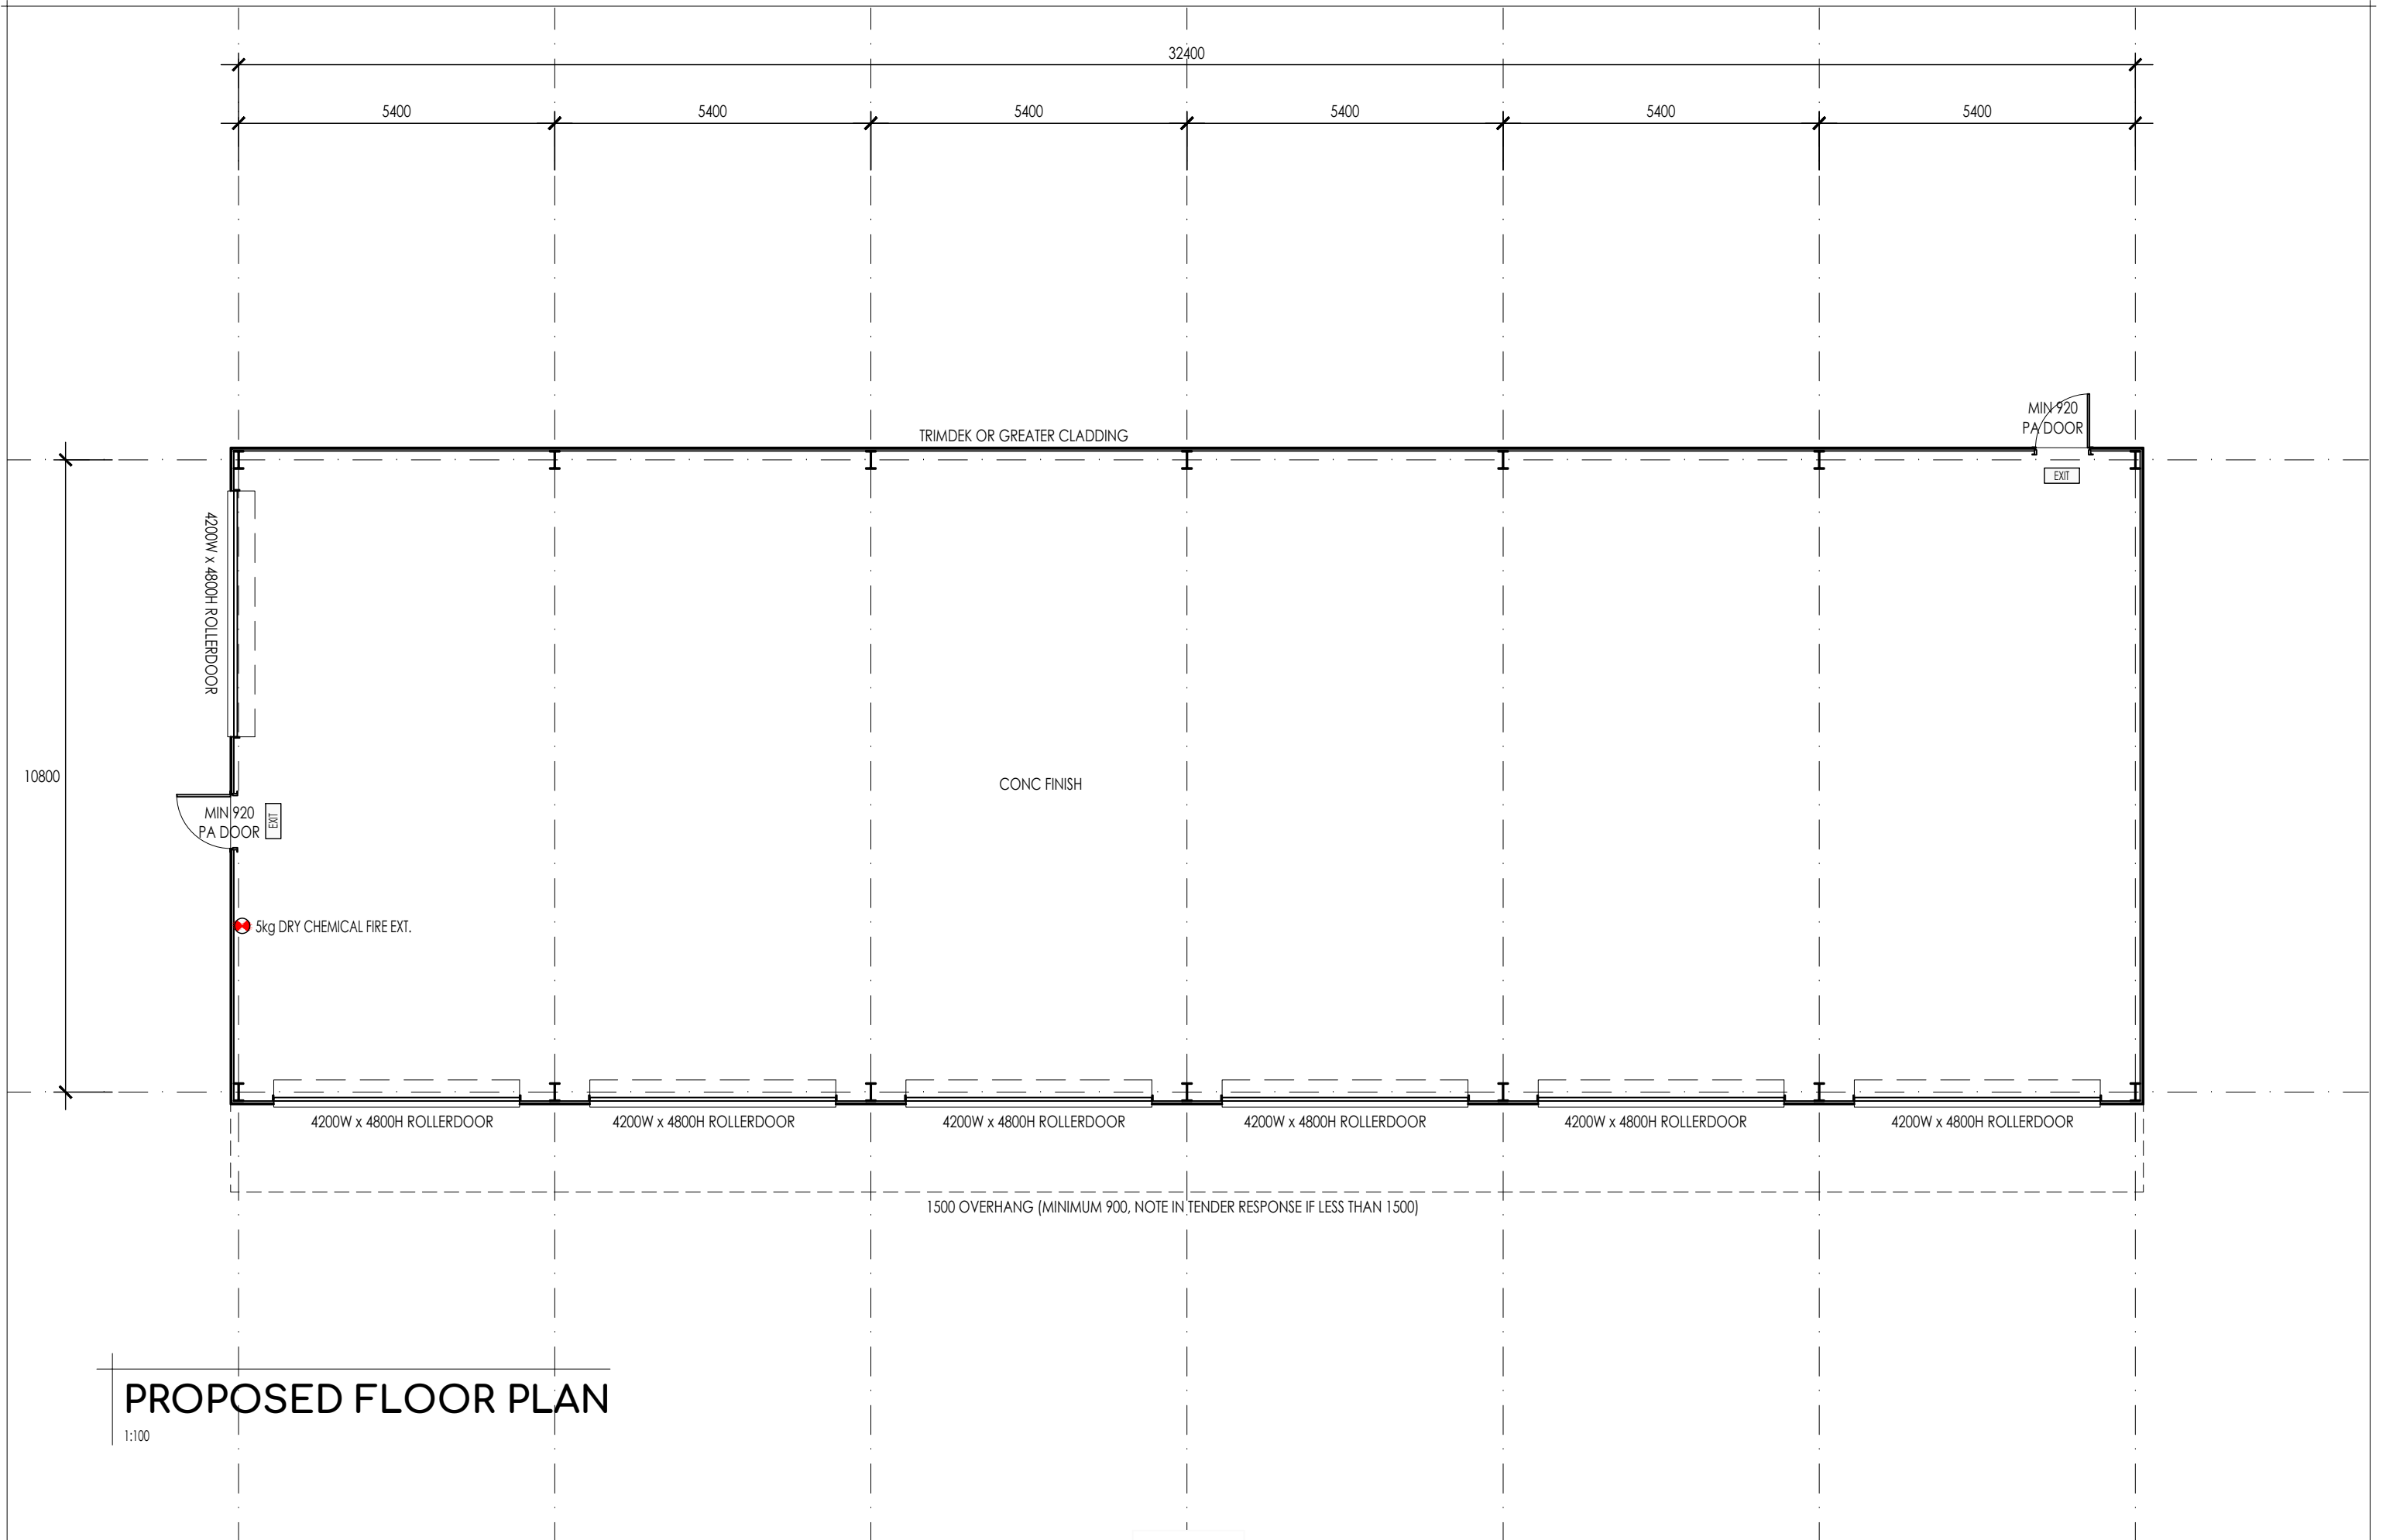 32400
5400
5400
5400
5400
5400
5400
MIN 920
PA DOOR
TRIMDEK OR GREATER CLADDING
EXIT
4200W x 4800H ROLLERDOOR
10800
CONC FINISH
MIN 920
PA DOOR
EXIT
5kg DRY CHEMICAL FIRE EXT.
4200W x 4800H ROLLERDOOR
4200W x 4800H ROLLERDOOR
4200W x 4800H ROLLERDOOR
4200W x 4800H ROLLERDOOR
4200W x 4800H ROLLERDOOR
4200W x 4800H ROLLERDOOR
1500 OVERHANG (MINIMUM 900, NOTE IN TENDER RESPONSE IF LESS THAN 1500)
PROPOSED FLOOR PLAN
1:100